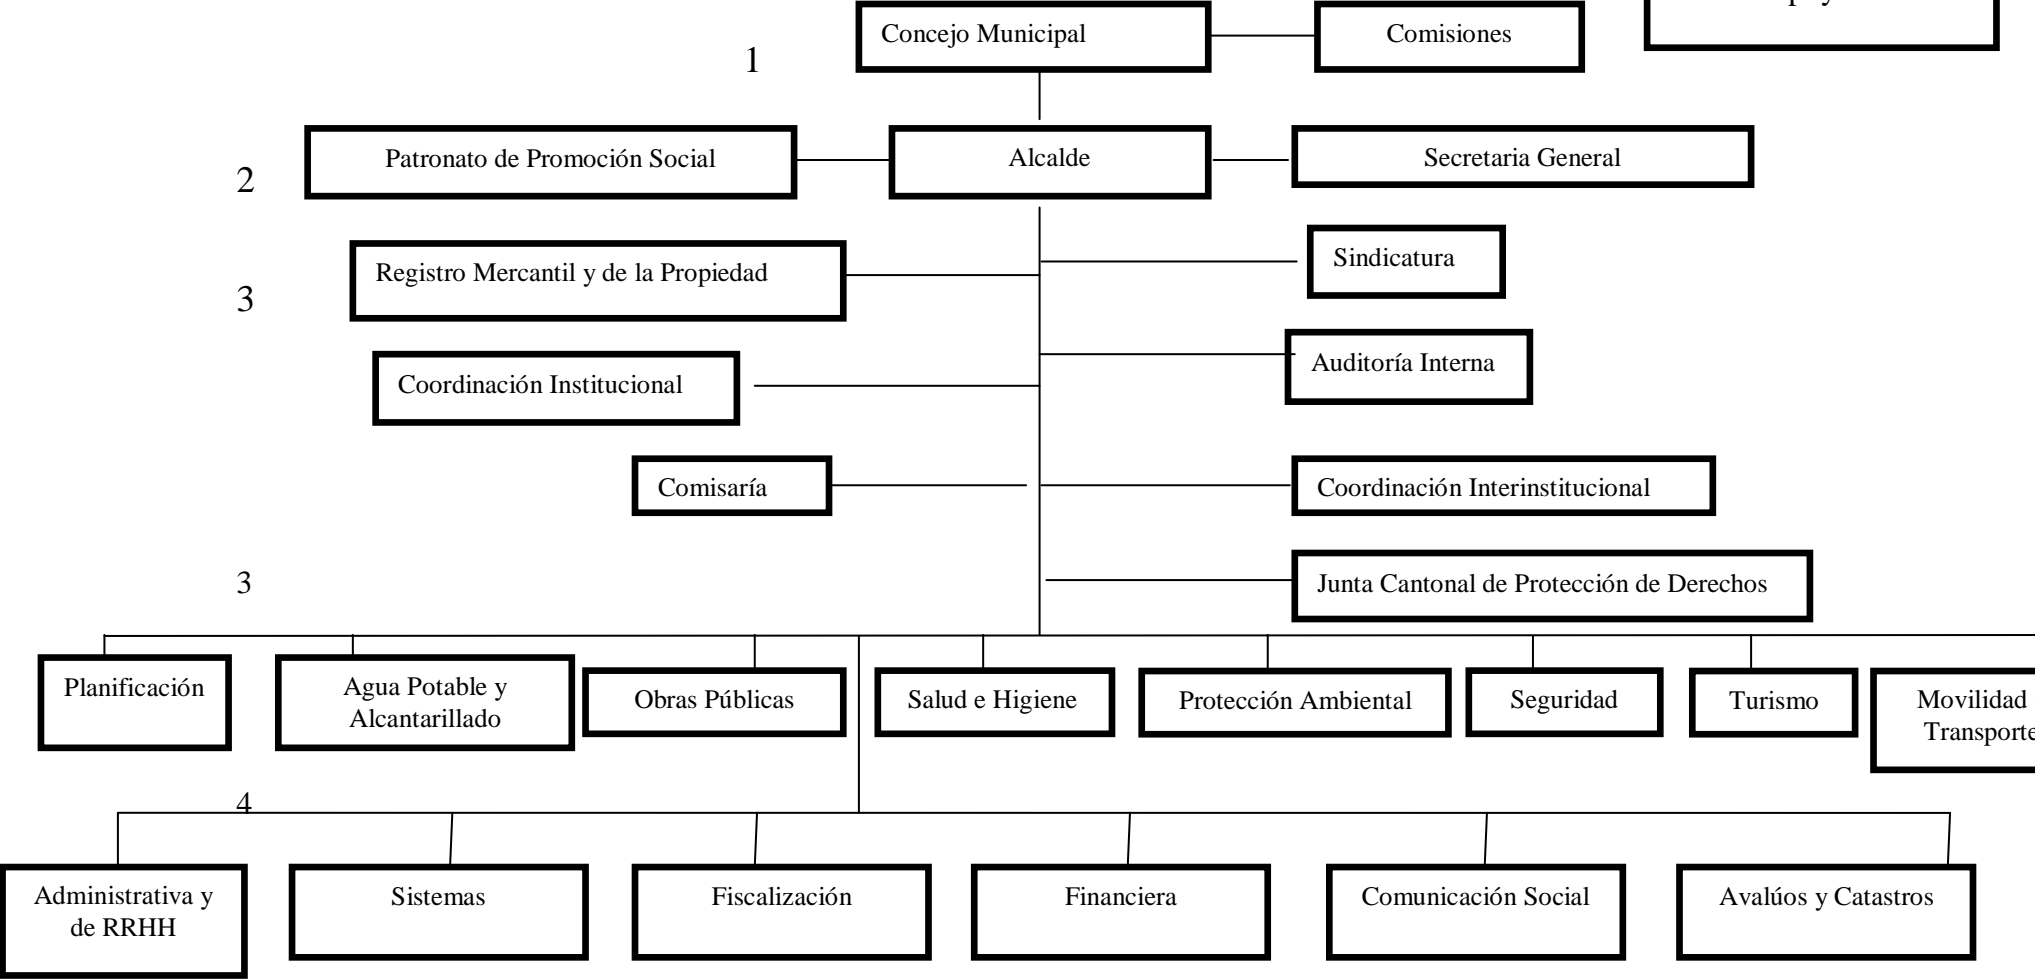 Concejo Municipal
Comisiones
1
Patronato de Promoción Social
Alcalde
Secretaria General
2
Registro Mercantil y de la Propiedad
Sindicatura
3
Coordinación Institucional
Auditoría Interna
Comisaría
Coordinación Interinstitucional
3
Junta Cantonal de Protección de Derechos
Planificación
Agua Potable y
Alcantarillado
Obras Públicas
Salud e Higiene
Protección Ambiental
Seguridad
Turismo
Movilidad
Transporte
4
Administrativa y
de RRHH
Sistemas
Fiscalización
Financiera
Comunicación Social
Avalúos y Catastros